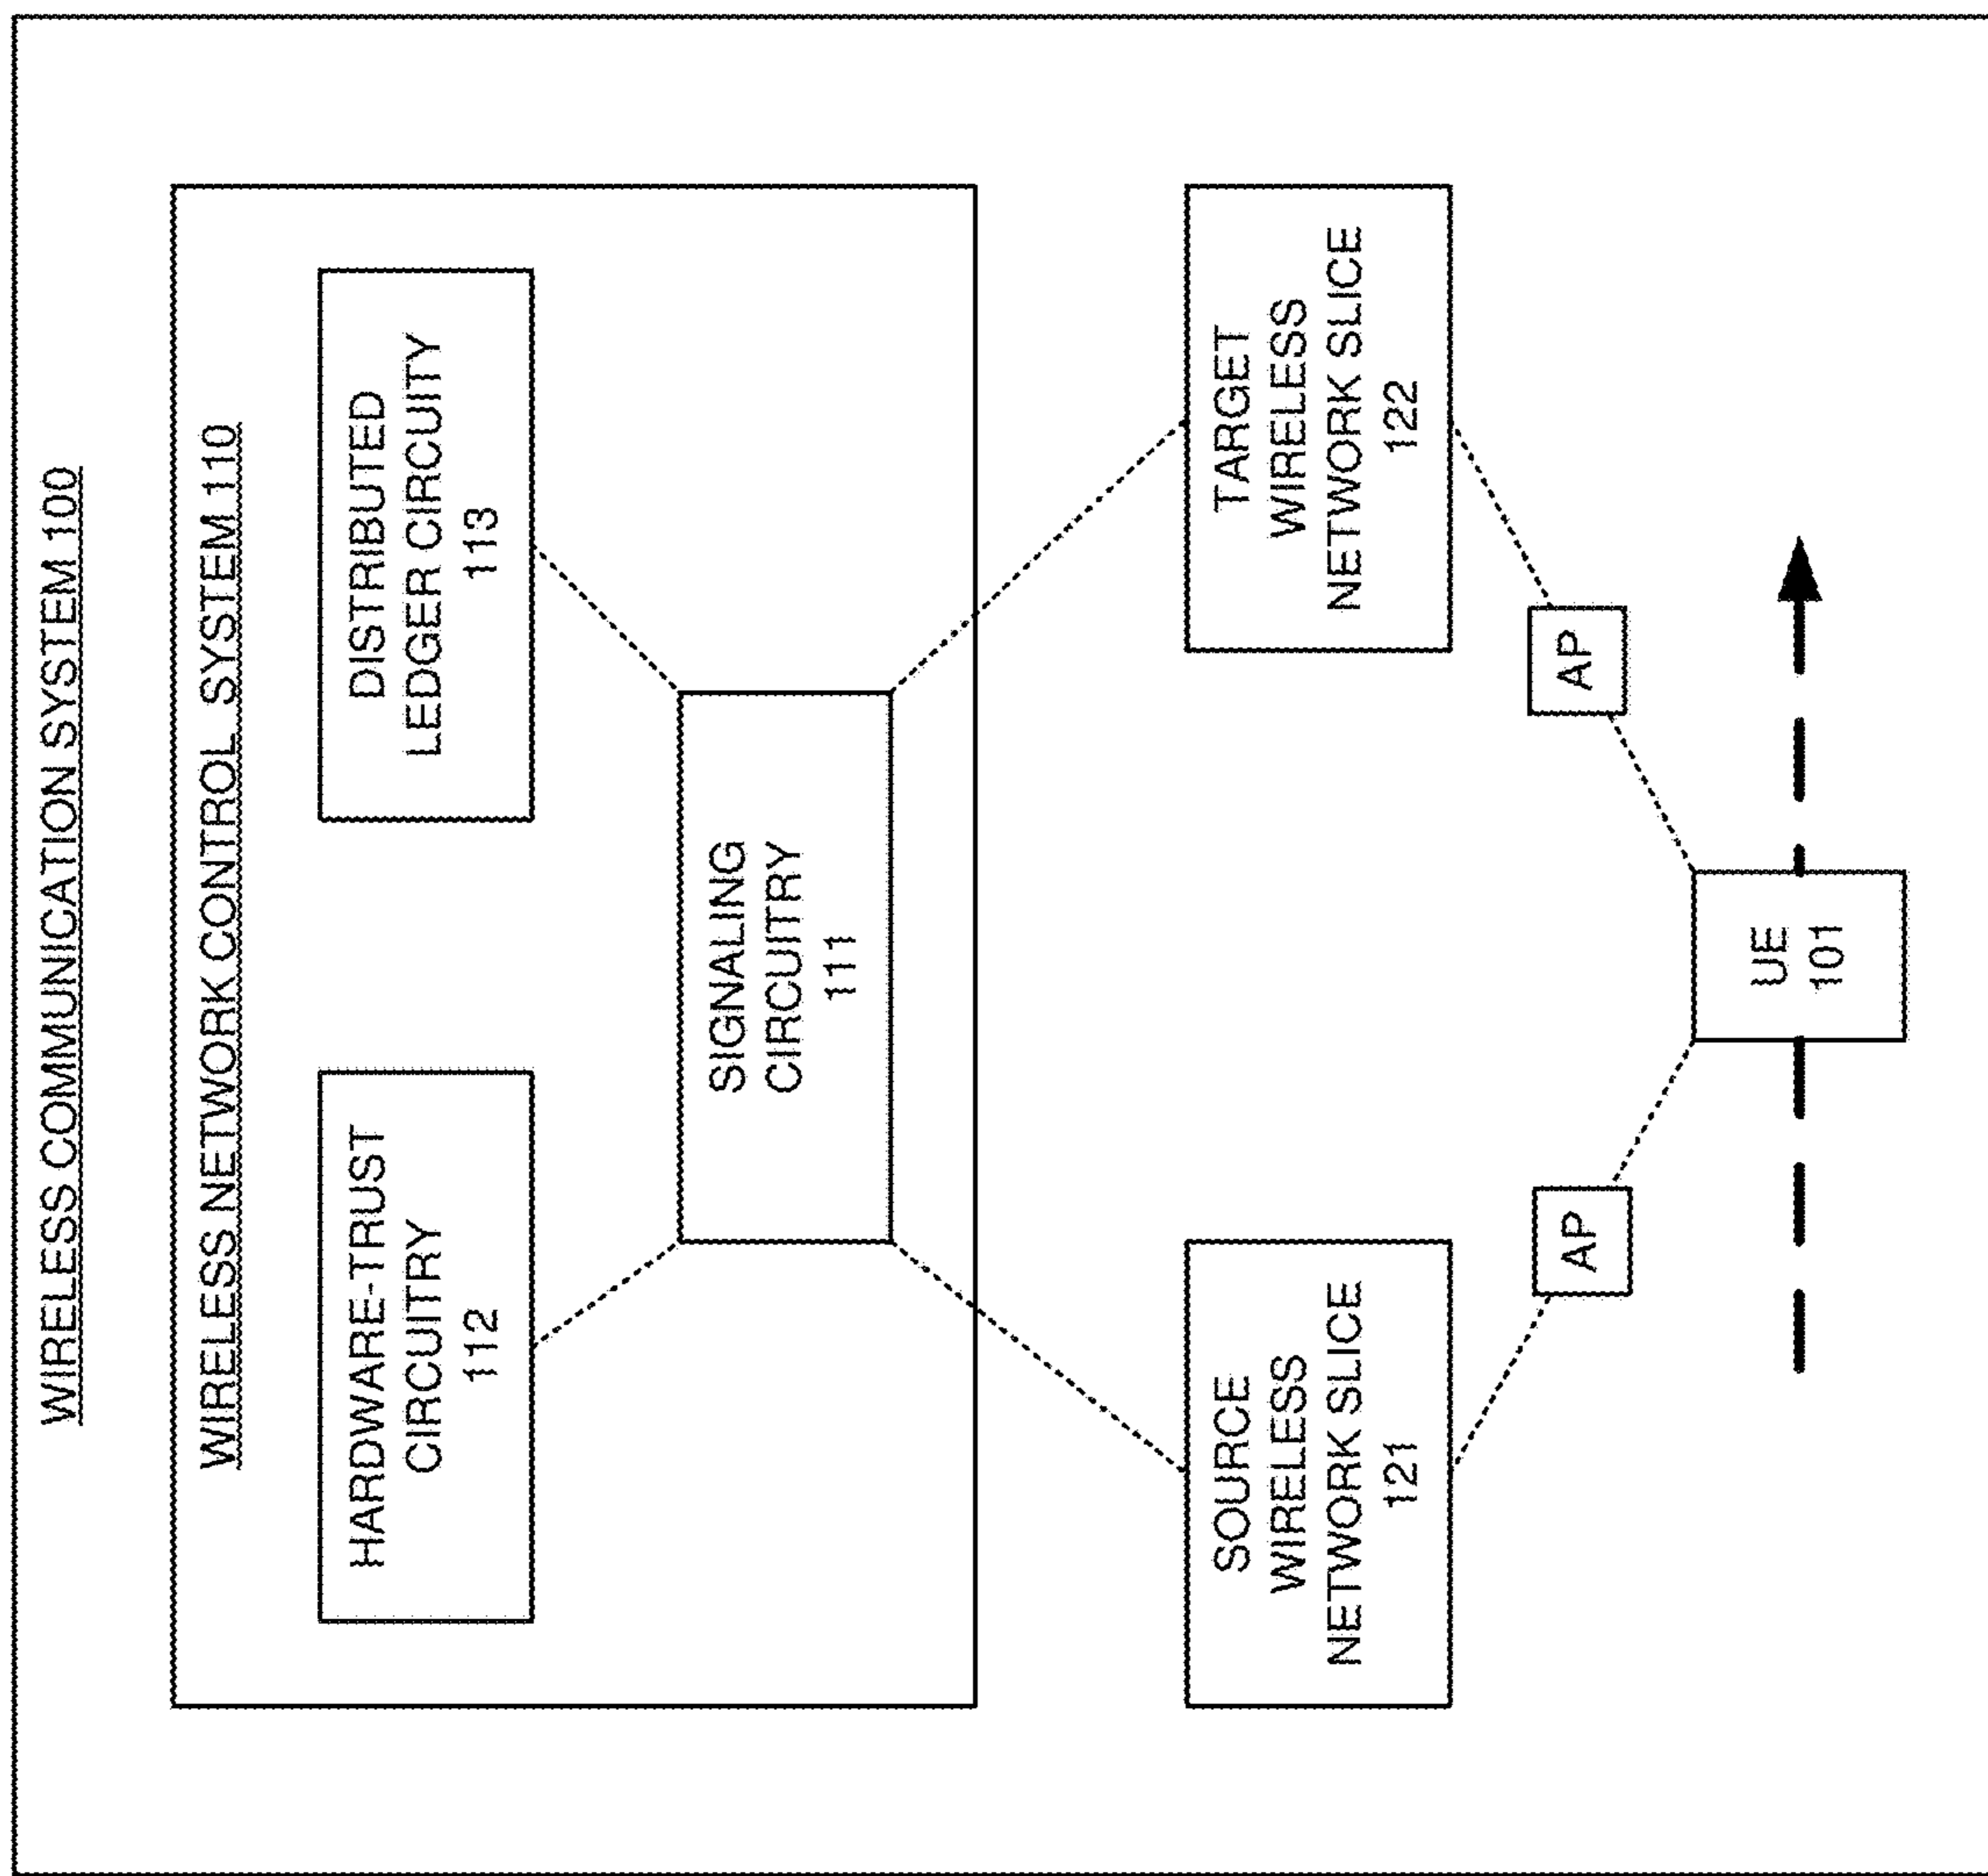 WIRELESS COMMUNICATION SYSTEM 100
WIRELESS NETWORK CONTROL SYSTEM 110
HARDWARE-TRUST
CIRCUITRY
112
DISTRIBUTED
LEDGER CIRCUITY
113
SIGNALING
CIRCUITRY
111
SOURCE
WIRELESS
NETWORK SLICE
121
TARGET
WIRELESS
NETWORK SLICE
122
AP
AP
UE
101